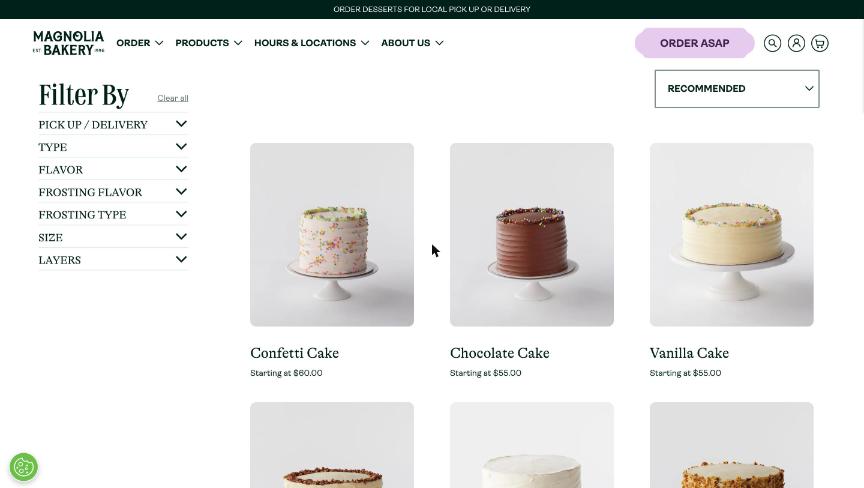 ORDER DESSERTS FOR LOCAL PICK UP OR DELIVERY
MAGNOLIA
EST BAKERY 1996
ORDER
PRODUCTS
HOURS & LOCATIONS
ABOUT US
ORDER ASAP
Filter By
Clear all
RECOMMENDED
PICK UP / DELIVERY
TYPE
FLAVOR
FROSTING FLAVOR
FROSTING TYPE
SIZE
LAYERS
Confetti Cake
Starting at $60.00
Chocolate Cake
Starting at $55.00
Vanilla Cake
Starting at $55.00